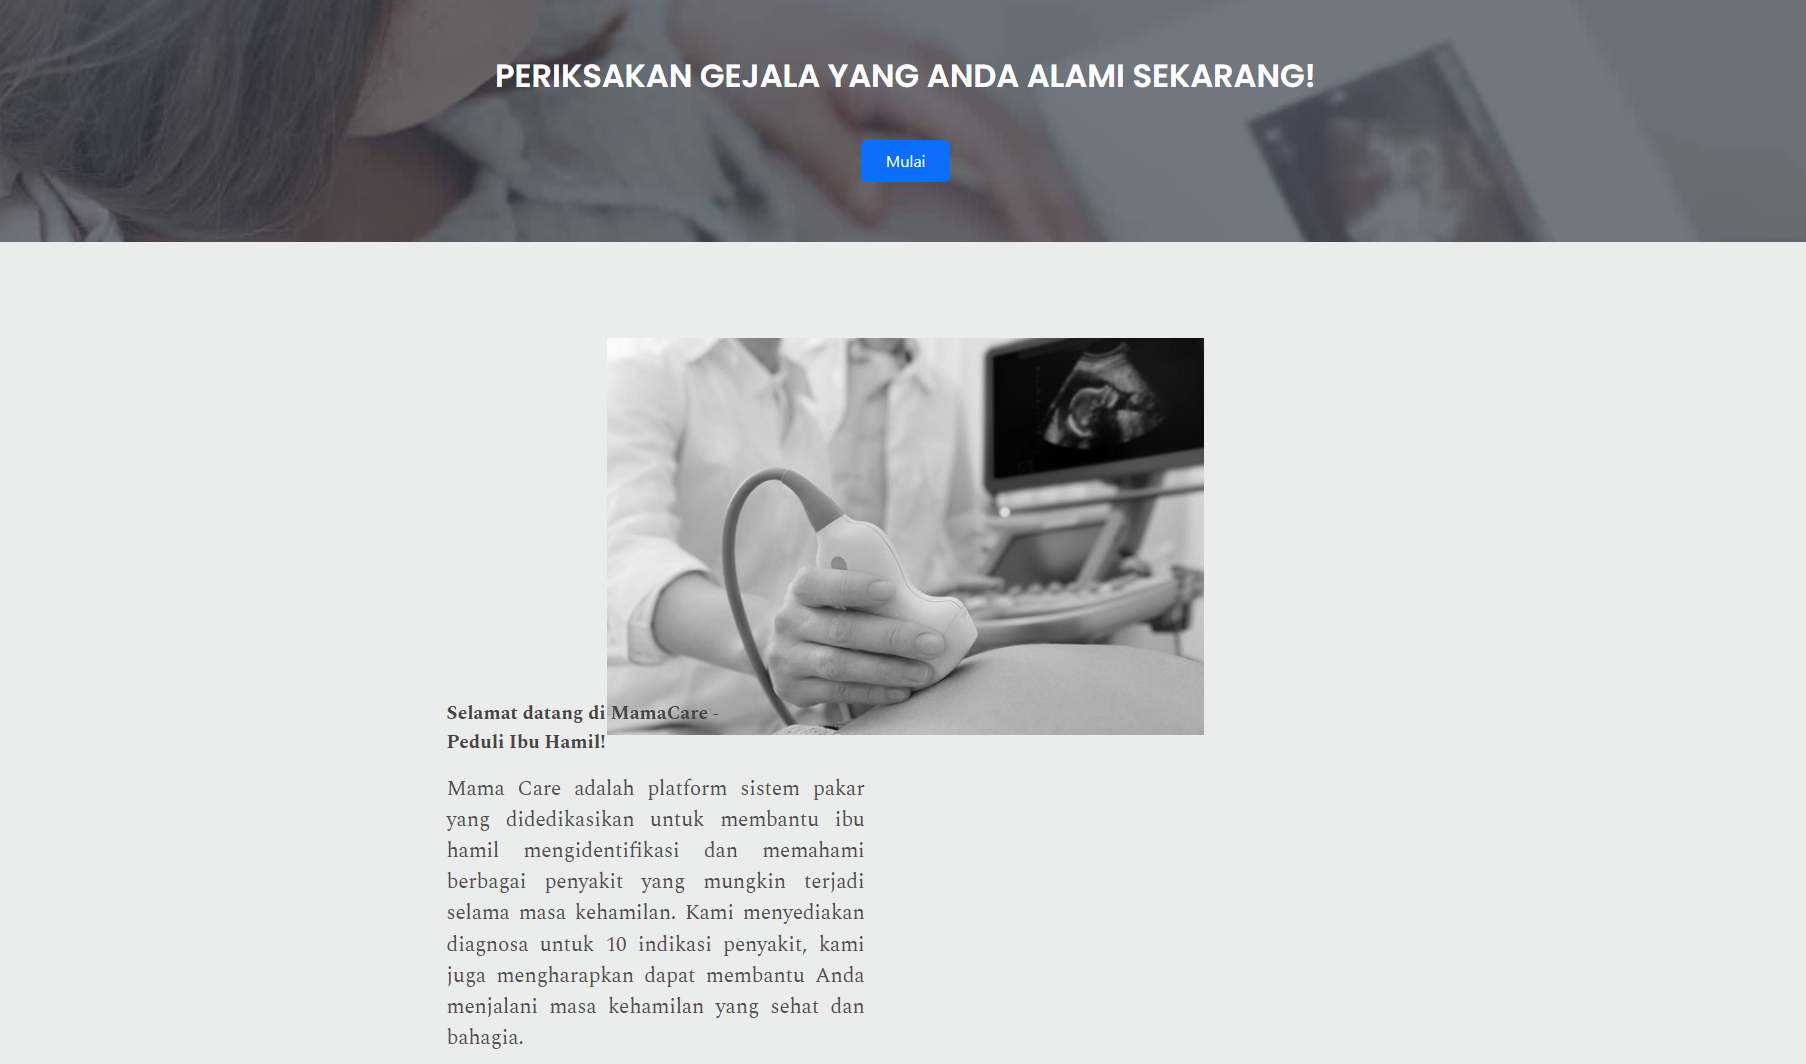 PERIKSAKAN GEJALA YANG ANDA ALAMI SEKARANG!
Mulai
Selamat datang di MamaCare -
Peduli Ibu Hamil!
Mama Care adalah platform sistem pakar
yang didedikasikan untuk membantu ibu
hamil mengidentifikasi dan memahami
berbagai penyakit yang mungkin terjadi
selama masa kehamilan. Kami menyediakan
diagnosa untuk 10 indikasi penyakit, kami
juga mengharapkan dapat membantu Anda
menjalani masa kehamilan yang sehat dan
bahagia.